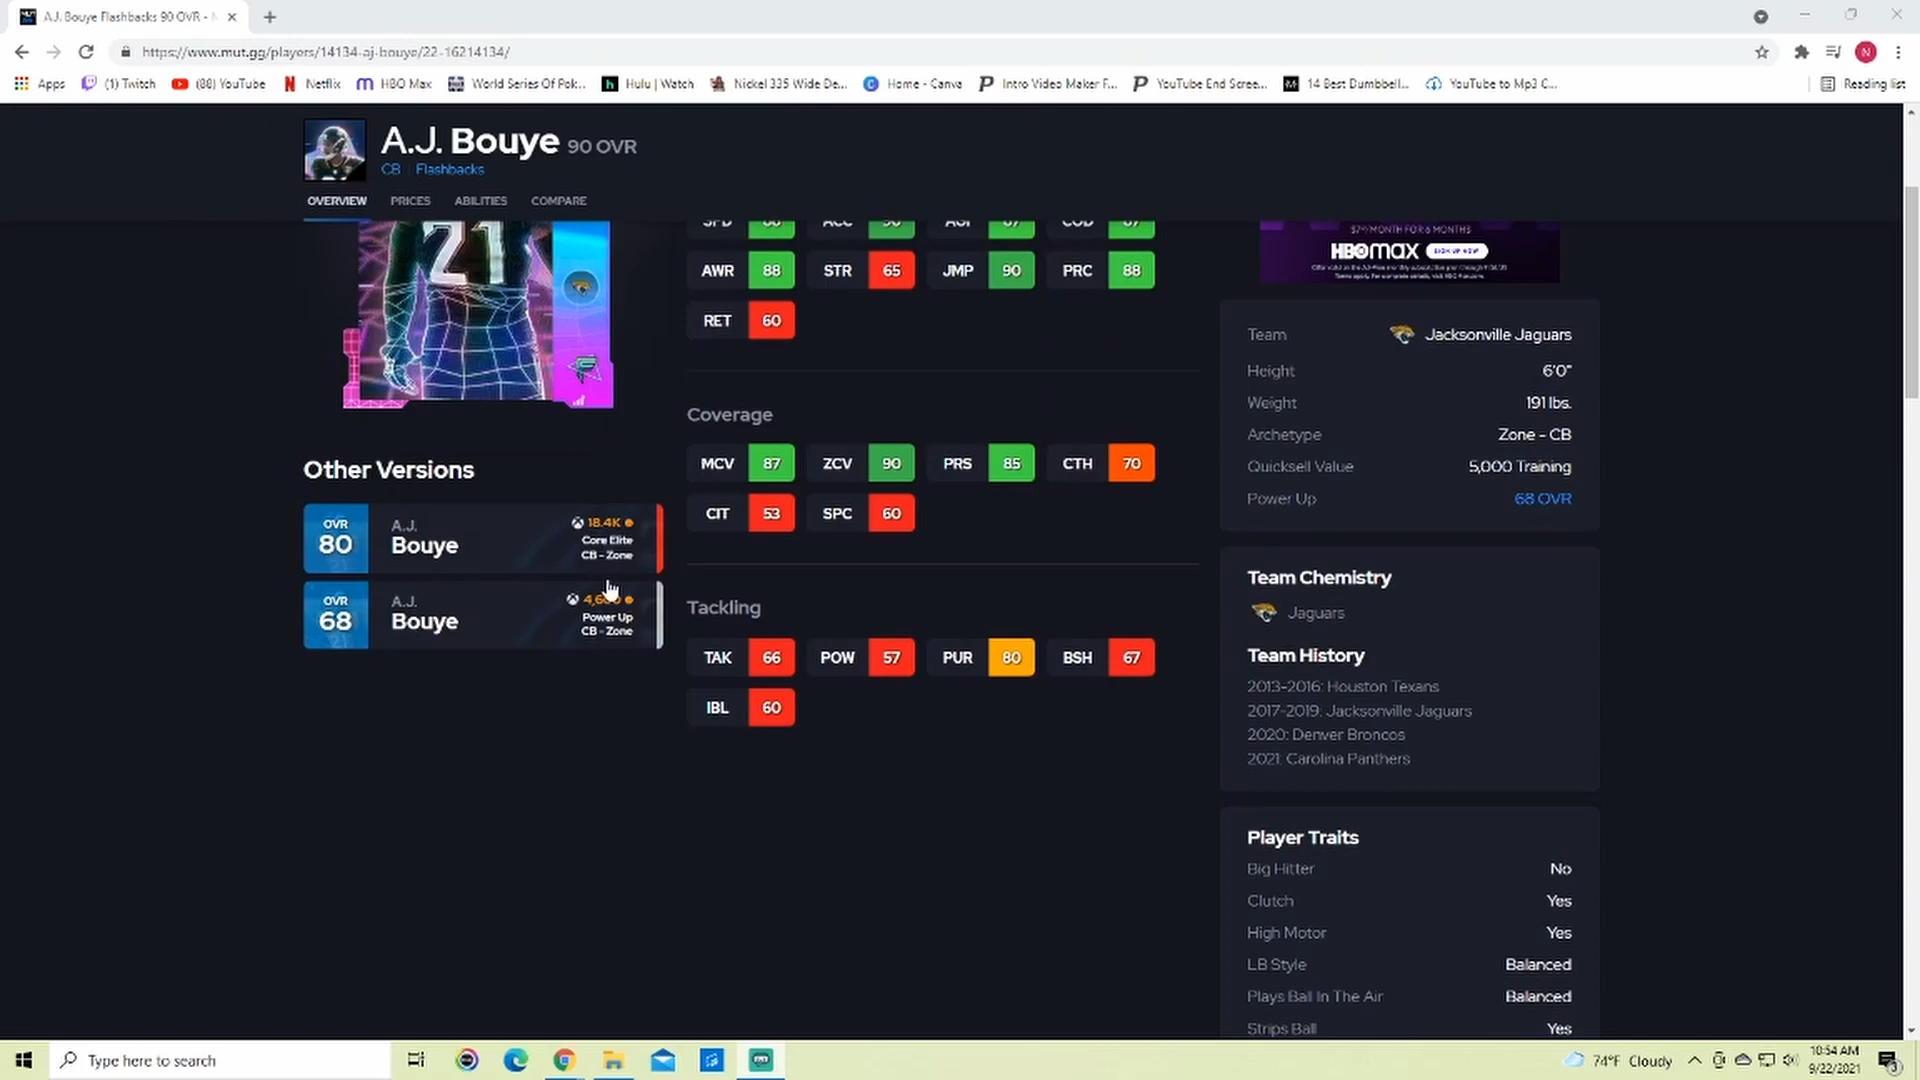 A.J. Bouye Flashbacks 90 OVR -
https://www.mut.gg/players/14134-aj-bouye/22-16214134/
Apps (1) Twitch (88) YouTube Netflix HBO Max World Series Of Pok... Hulu | Watch Nickel 335 Wide De... Home - Canva Intro Video Maker F... YouTube End Scree... 14 Best Dumbbell... YouTube to Mp3 C... Reading list
N
A.J. Bouye 90 OVR
CB Flashbacks
OVERVIEW PRICES ABILITIES COMPARE
21
AWR 88 STR 65 JMP 90 PRC 88
RET 60
Coverage
MCV 87 ZCV 90 PRS 85 CTH 70
CIT 53 SPC 60
Tackling
TAK 66 POW 57 PUR 80 BSH 67
IBL 60
Other Versions
OVR 80 A.J. Bouye 18.4K
Core Elite
CB - Zone
OVR 68 A.J. Bouye
Power Up
CB - Zone
HBOMAX SIGN UP NOW
Team Jacksonville Jaguars
Height 6'0"
Weight 191 lbs.
Archetype Zone - CB
Quicksell Value 5,000 Training
Power Up 68 OVR
Team Chemistry
Jaguars
Team History
2013-2016: Houston Texans
2017-2019: Jacksonville Jaguars
2020: Denver Broncos
2021: Carolina Panthers
Player Traits
Big Hitter No
Clutch Yes
High Motor Yes
LB Style Balanced
Plays Ball In The Air Balanced
Strips Ball Yes
Type here to search
74°F Cloudy
10:54 AM
9/22/2021
3